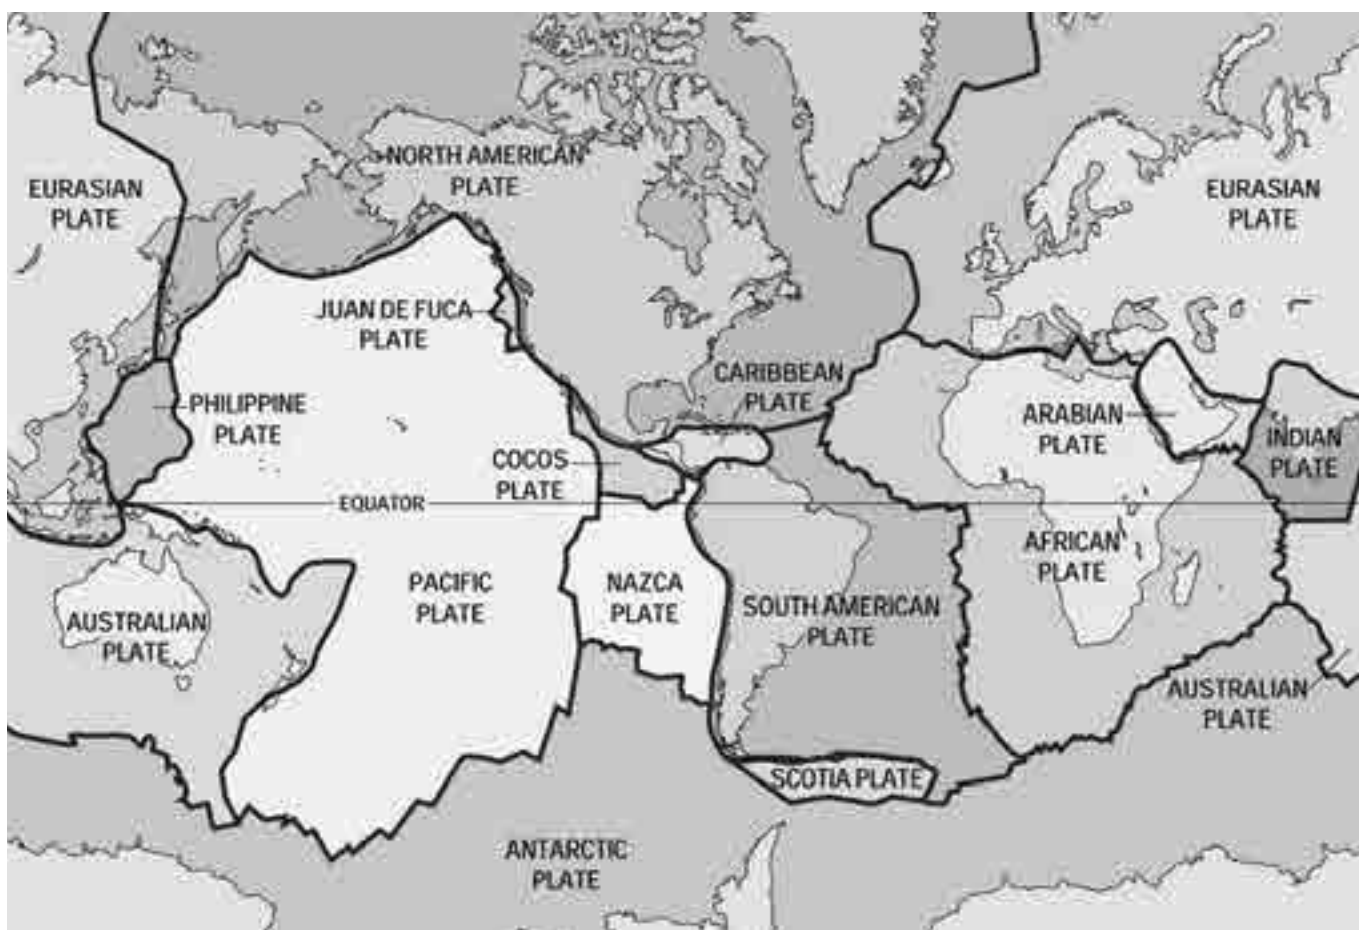 NORTH AMERICAN
PLATE
EURASIAN
PLATE
EURASIAN
PLATE
JUAN DE FUCA
PLATE
CARIBBEAN
PLATE
PHILIPPINE
PLATE
ARABIAN
PLATE
INDIAN
PLATE
COCOS
PLATE
EQUATOR
AFRICAN
PLATE
PACIFIC
PLATE
NAZCA
PLATE
SOUTH AMERICAN
PLATE
AUSTRALIAN
PLATE
AUSTRALIAN
PLATE
SCOTIA PLATE
ANTARCTIC
PLATE